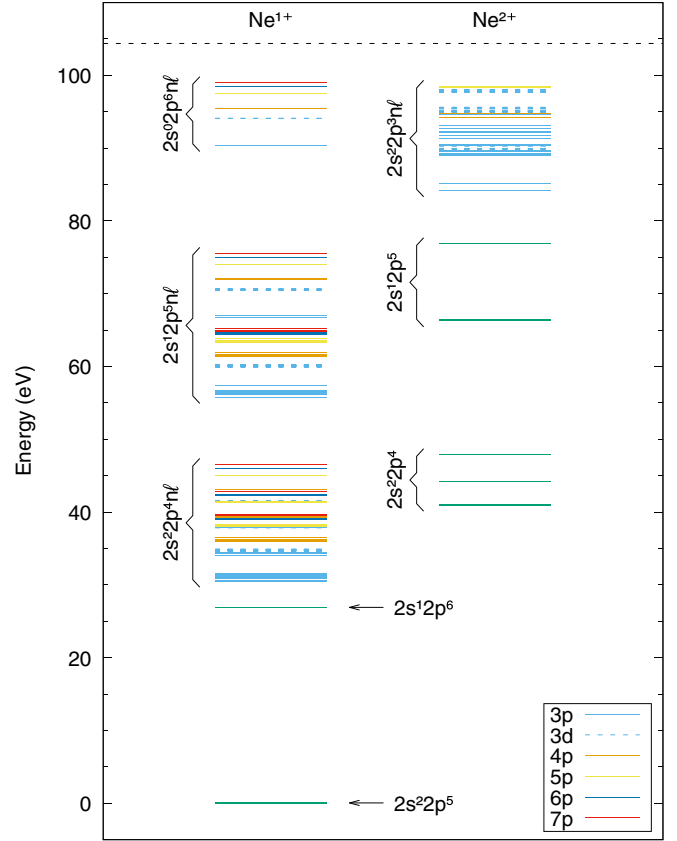 Ne¹⁺ Ne²⁺
100
80
60
40
20
0
Energy (eV)
2s⁰2p⁶nℓ
2s¹2p⁵nℓ
2s²2p⁴nℓ
2s²2p³nℓ
2s¹2p⁵
2s²2p⁴
2s¹2p⁶
2s²2p⁵
3p
3d
4p
5p
6p
7p